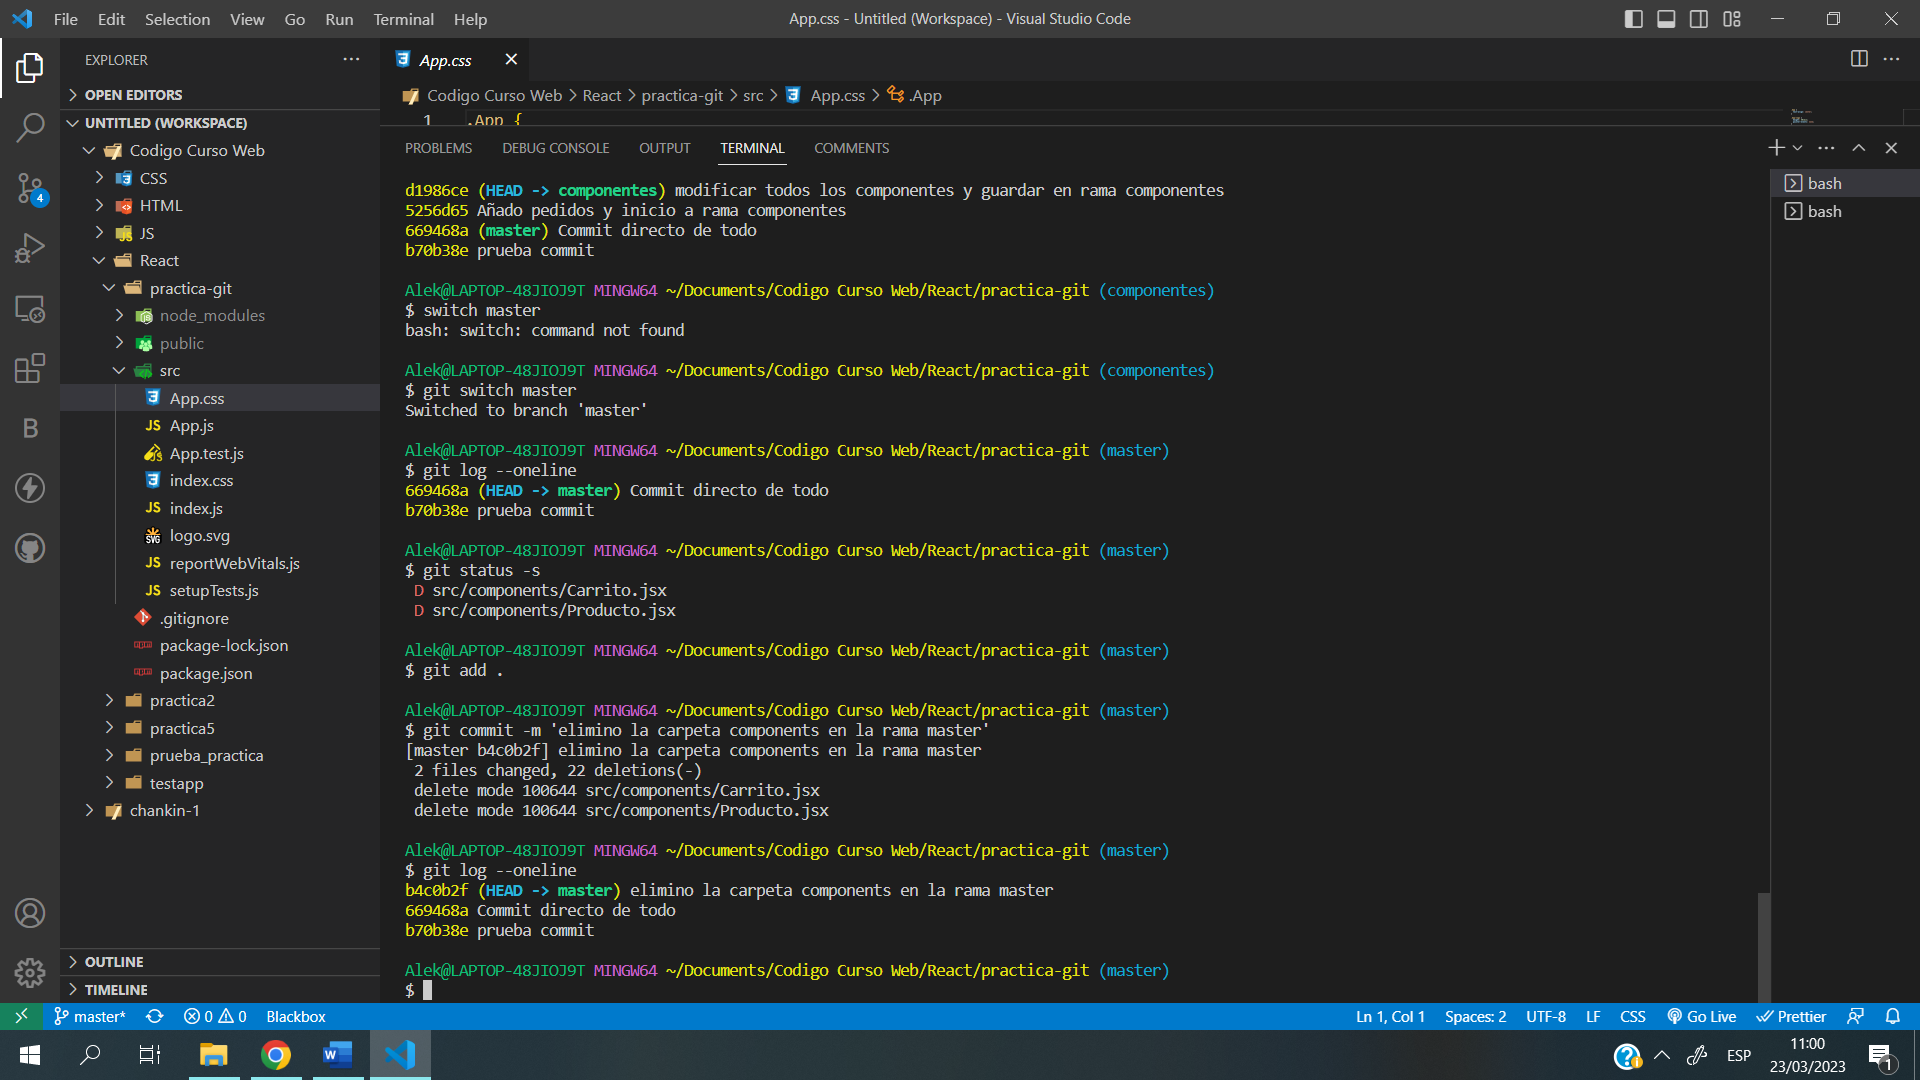 File Edit Selection View Go Run Terminal Help
App.css - Untitled (Workspace) - Visual Studio Code
EXPLORER
OPEN EDITORS
UNTITLED (WORKSPACE)
Codigo Curso Web
CSS
HTML
JS
React
practica-git
node_modules
public
src
App.css
JS App.js
App.test.js
index.css
JS index.js
SVG logo.svg
JS reportWebVitals.js
JS setupTests.js
.gitignore
package-lock.json
package.json
practica2
practica5
prueba_practica
testapp
chankin-1
OUTLINE
TIMELINE
4
B
App.css
Codigo Curso Web > React > practica-git > src > App.css > .App
1 .App {
PROBLEMS DEBUG CONSOLE OUTPUT TERMINAL COMMENTS
bash
bash
d1986ce (HEAD -> componentes) modificar todos los componentes y guardar en rama componentes
5256d65 Añado pedidos y inicio a rama componentes
669468a (master) Commit directo de todo
b70b38e prueba commit
Alek@LAPTOP-48JIOJ9T MINGW64 ~/Documents/Codigo Curso Web/React/practica-git (componentes)
$ switch master
bash: switch: command not found
Alek@LAPTOP-48JIOJ9T MINGW64 ~/Documents/Codigo Curso Web/React/practica-git (componentes)
$ git switch master
Switched to branch 'master'
Alek@LAPTOP-48JIOJ9T MINGW64 ~/Documents/Codigo Curso Web/React/practica-git (master)
$ git log --oneline
669468a (HEAD -> master) Commit directo de todo
b70b38e prueba commit
Alek@LAPTOP-48JIOJ9T MINGW64 ~/Documents/Codigo Curso Web/React/practica-git (master)
$ git status -s
D src/components/Carrito.jsx
D src/components/Producto.jsx
Alek@LAPTOP-48JIOJ9T MINGW64 ~/Documents/Codigo Curso Web/React/practica-git (master)
$ git add .
Alek@LAPTOP-48JIOJ9T MINGW64 ~/Documents/Codigo Curso Web/React/practica-git (master)
$ git commit -m 'elimino la carpeta components en la rama master'
[master b4c0b2f] elimino la carpeta components en la rama master
2 files changed, 22 deletions(-)
delete mode 100644 src/components/Carrito.jsx
delete mode 100644 src/components/Producto.jsx
Alek@LAPTOP-48JIOJ9T MINGW64 ~/Documents/Codigo Curso Web/React/practica-git (master)
$ git log --oneline
b4c0b2f (HEAD -> master) elimino la carpeta components en la rama master
669468a Commit directo de todo
b70b38e prueba commit
Alek@LAPTOP-48JIOJ9T MINGW64 ~/Documents/Codigo Curso Web/React/practica-git (master)
$
master* 0 0 Blackbox
Ln 1, Col 1 Spaces: 2 UTF-8 LF CSS Go Live Prettier
ESP
11:00
23/03/2023
1